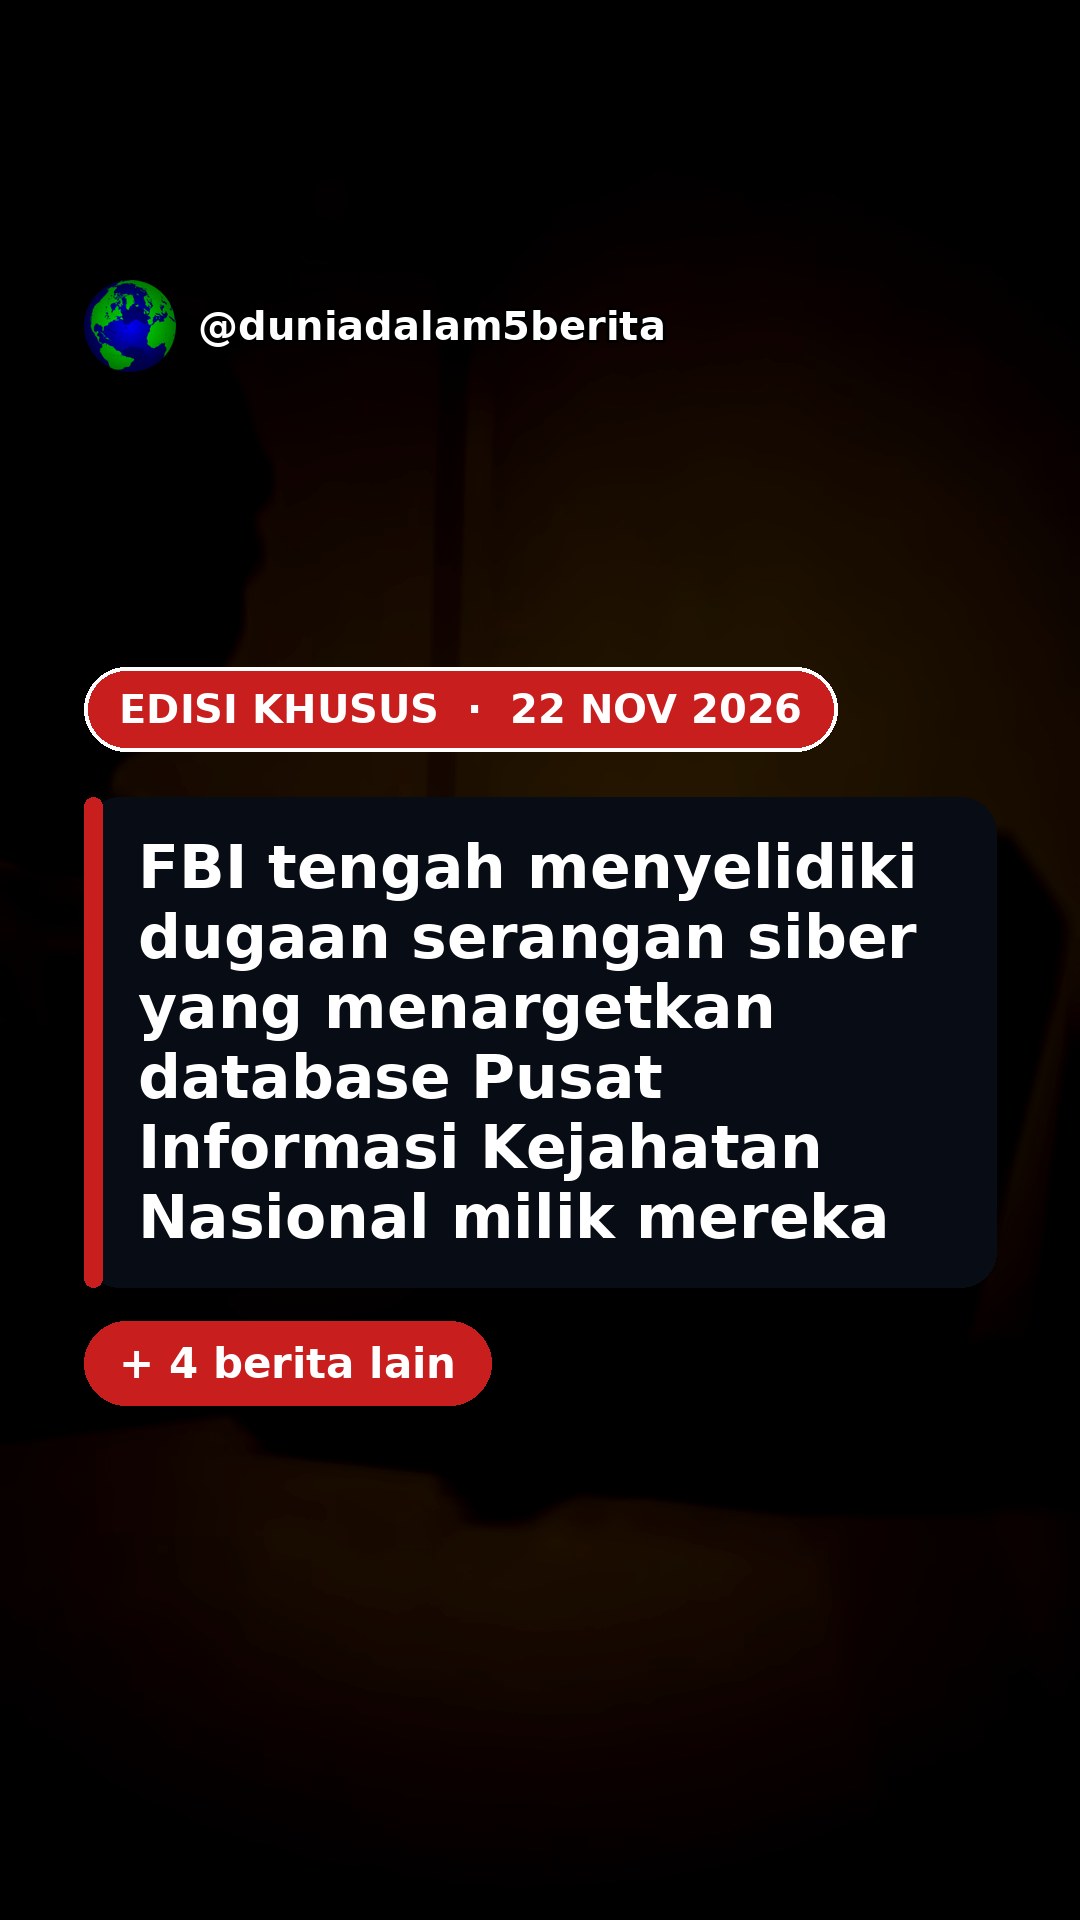 @duniadalam5berita
EDISI KHUSUS · 22 NOV 2026
FBI tengah menyelidiki
dugaan serangan siber
yang menargetkan
database Pusat
Informasi Kejahatan
Nasional milik mereka
+ 4 berita lain